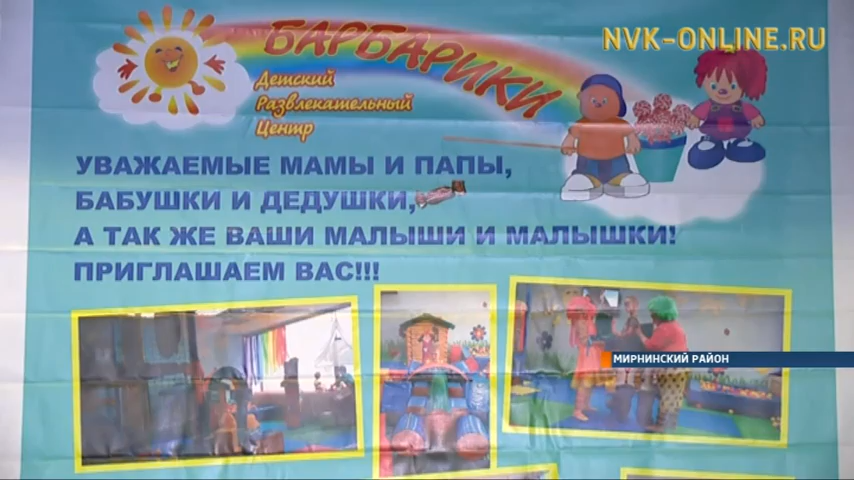 NVK-ONLINE.RU
БАРБАРИКИ
Детский
Развлекательный
Центр
УВАЖАЕМЫЕ МАМЫ И ПАПЫ,
БАБУШКИ И ДЕДУШКИ,
А ТАК ЖЕ ВАШИ МАЛЫШИ И МАЛЫШКИ!
ПРИГЛАШАЕМ ВАС!!!
МИРНИНСКИЙ РАЙОН